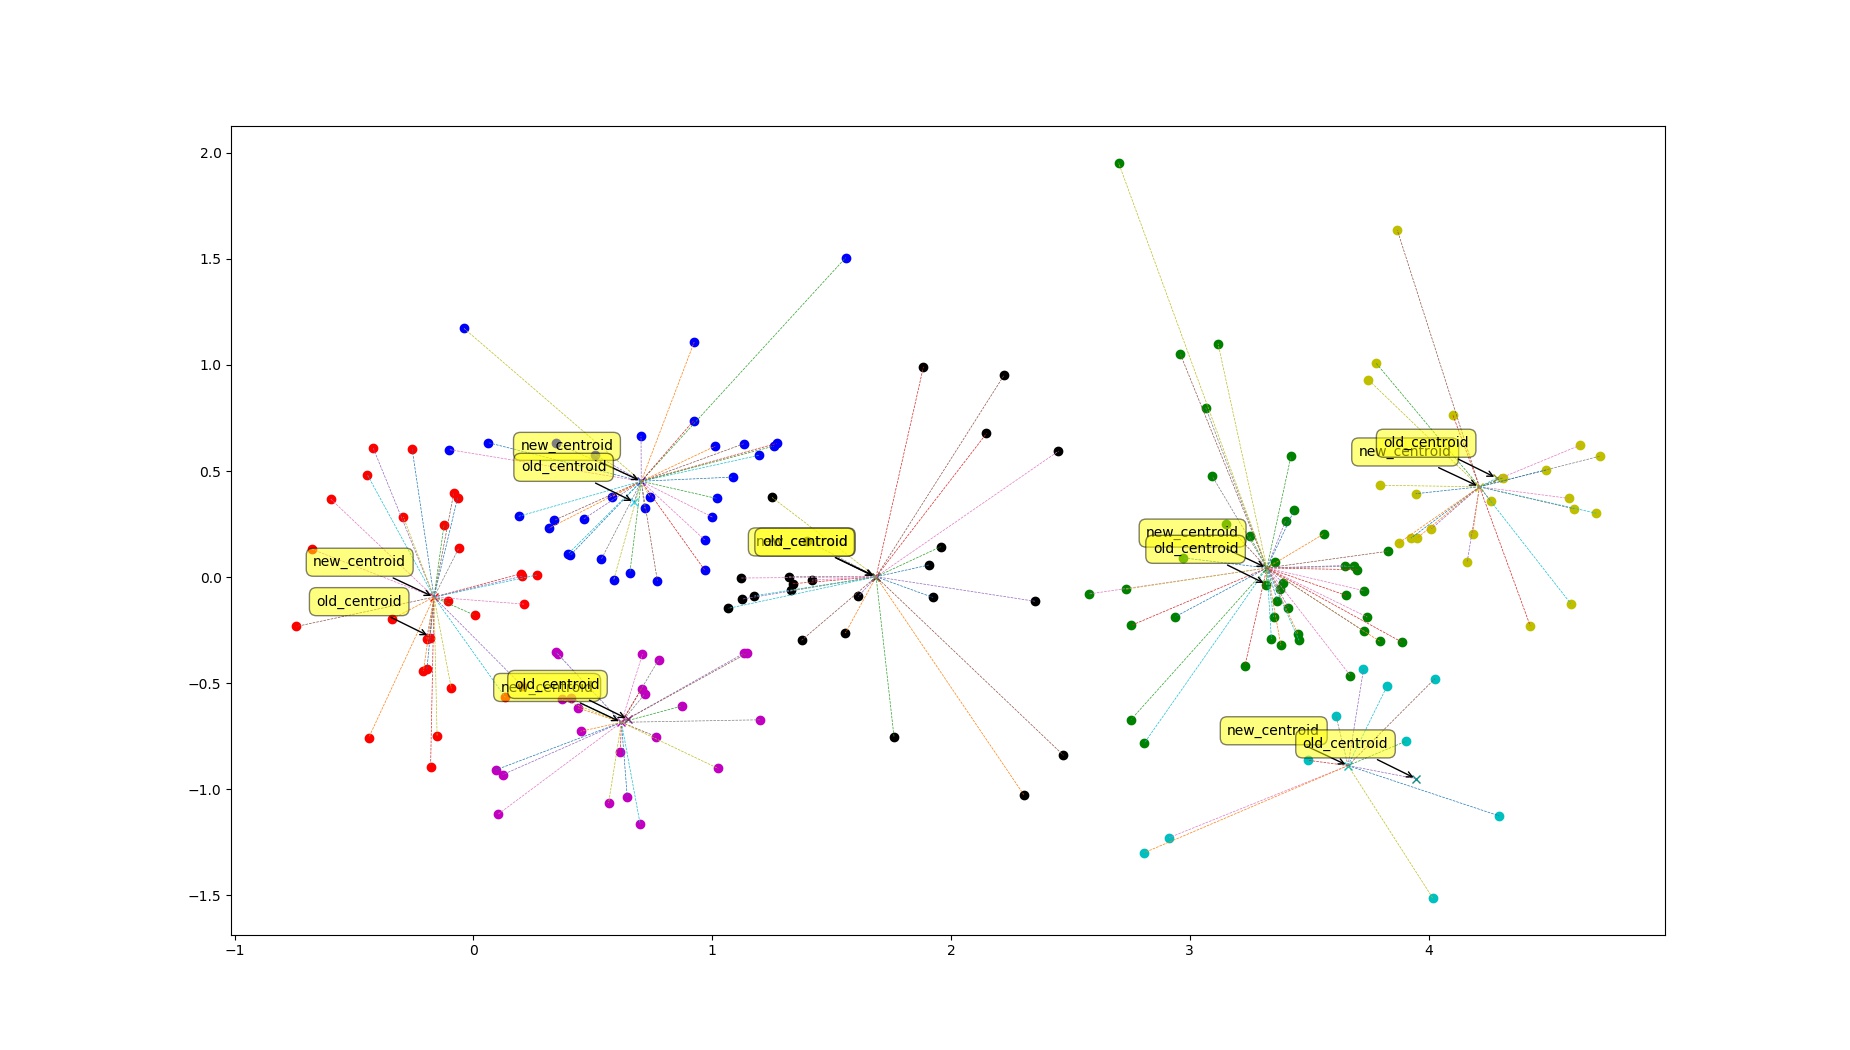 2.0
1.5
1.0
0.5
0.0
−0.5
−1.0
−1.5
−1
0
1
2
3
4
new_centroid
old_centroid
new_centroid
old_centroid
new_centroid
old_centroid
old_centroid
new_centroid
old_centroid
old_centroid
new_centroid
new_centroid
old_centroid